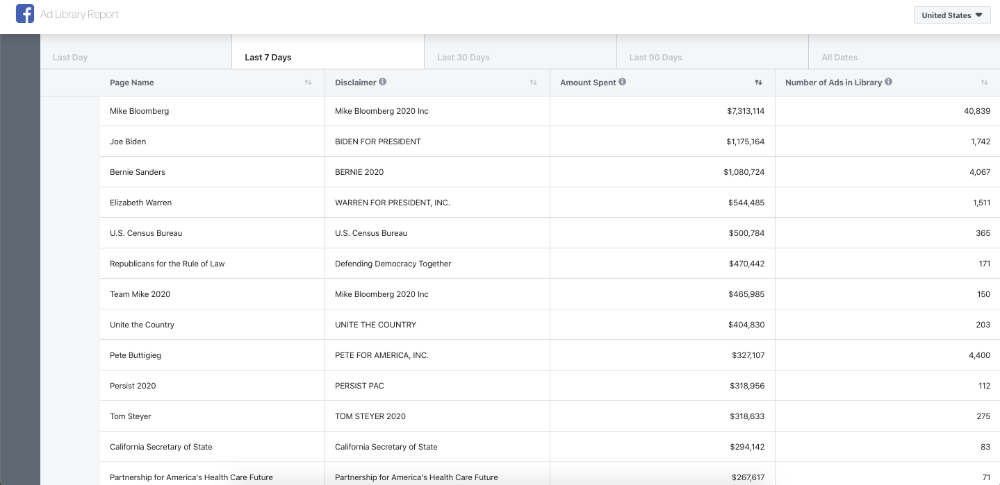 Ad Library Report
United States
Last Day Last 7 Days Last 30 Days Last 90 Days All Dates
Page Name Disclaimer Amount Spent Number of Ads in Library
Mike Bloomberg Mike Bloomberg 2020 Inc $7,313,114 40,839
Joe Biden BIDEN FOR PRESIDENT $1,175,164 1,742
Bernie Sanders BERNIE 2020 $1,080,724 4,067
Elizabeth Warren WARREN FOR PRESIDENT, INC. $544,485 1,511
U.S. Census Bureau U.S. Census Bureau $500,784 365
Republicans for the Rule of Law Defending Democracy Together $470,442 171
Team Mike 2020 Mike Bloomberg 2020 Inc $465,985 150
Unite the Country UNITE THE COUNTRY $404,830 203
Pete Buttigieg PETE FOR AMERICA, INC. $327,107 4,400
Persist 2020 PERSIST PAC $318,956 112
Tom Steyer TOM STEYER 2020 $318,633 275
California Secretary of State California Secretary of State $294,142 83
Partnership for America's Health Care Future Partnership for America's Health Care Future $267,617 71